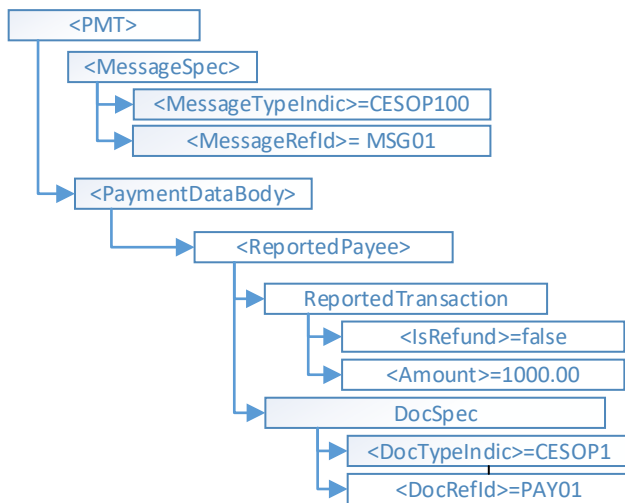 <PMT>
<MessageSpec>
<MessageTypeIndic>=CESOP100
<MessageRefId>= MSG01
<PaymentDataBody>
<ReportedPayee>
ReportedTransaction
<IsRefund>=false
<Amount>=1000.00
DocSpec
<DocTypeIndic>=CESOP1
<DocRefId>=PAY01